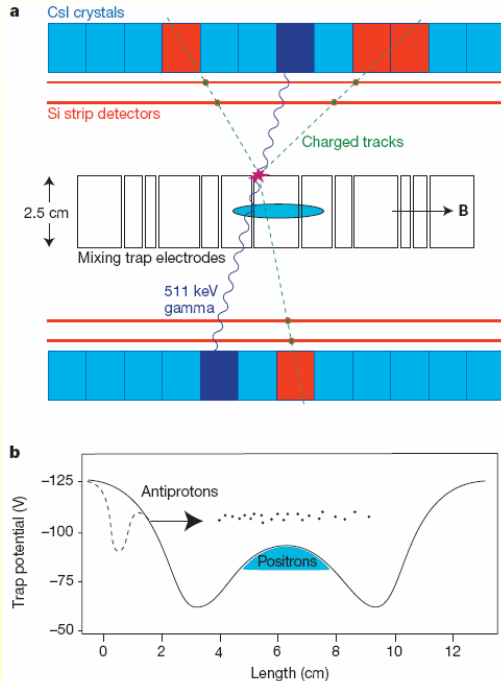 a
CsI crystals
Si strip detectors
Charged tracks
2.5 cm
B
Mixing trap electrodes
511 keV
gamma
b
Trap potential (V)
–125
–100
–75
–50
Antiprotons
Positrons
0
2
4
6
8
10
12
Length (cm)